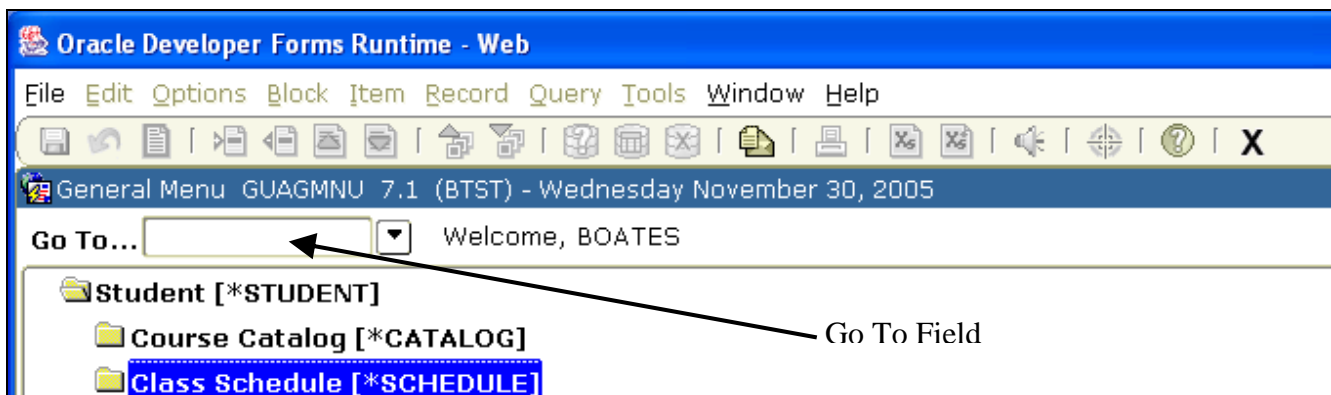 Oracle Developer Forms Runtime - Web
File Edit Options Block Item Record Query Tools Window Help
X
General Menu GUAGMNU 7.1 (BTST) - Wednesday November 30, 2005
Go To... Welcome, BOATES
Student [*STUDENT]
Course Catalog [*CATALOG]
Go To Field
Class Schedule [*SCHEDULE]